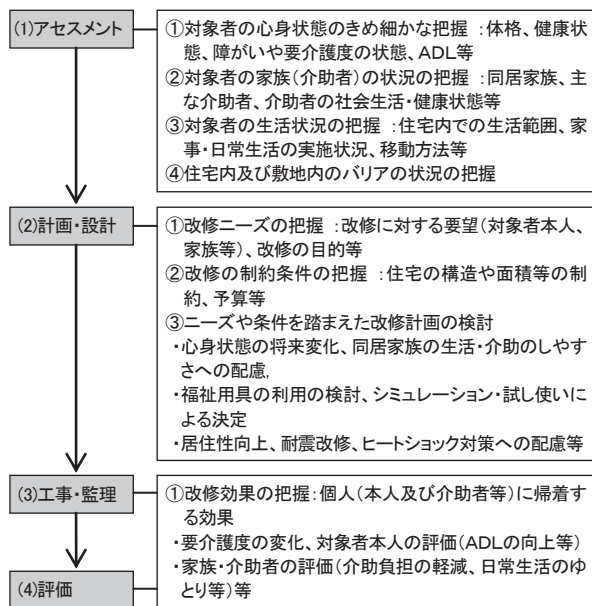 (1)アセスメント
①対象者の心身状態のきめ細かな把握 :体格、健康状
態、障がいや要介護度の状態、ADL等
②対象者の家族(介助者)の状況の把握 :同居家族、主
な介助者、介助者の社会生活・健康状態等
③対象者の生活状況の把握 :住宅内での生活範囲、家
事・日常生活の実施状況、移動方法等
④住宅内及び敷地内のバリアの状況の把握
(2)計画・設計
①改修ニーズの把握 :改修に対する要望(対象者本人、
家族等)、改修の目的等
②改修の制約条件の把握 :住宅の構造や面積等の制
約、予算等
③ニーズや条件を踏まえた改修計画の検討
・心身状態の将来変化、同居家族の生活・介助のしやす
さへの配慮,
・福祉用具の利用の検討、シミュレーション・試し使いに
よる決定
・居住性向上、耐震改修、ヒートショック対策への配慮等
(3)工事・監理
①改修効果の把握:個人(本人及び介助者等)に帰着す
る効果
・要介護度の変化、対象者本人の評価(ADLの向上等)
・家族・介助者の評価(介助負担の軽減、日常生活のゆ
とり等)等
(4)評価